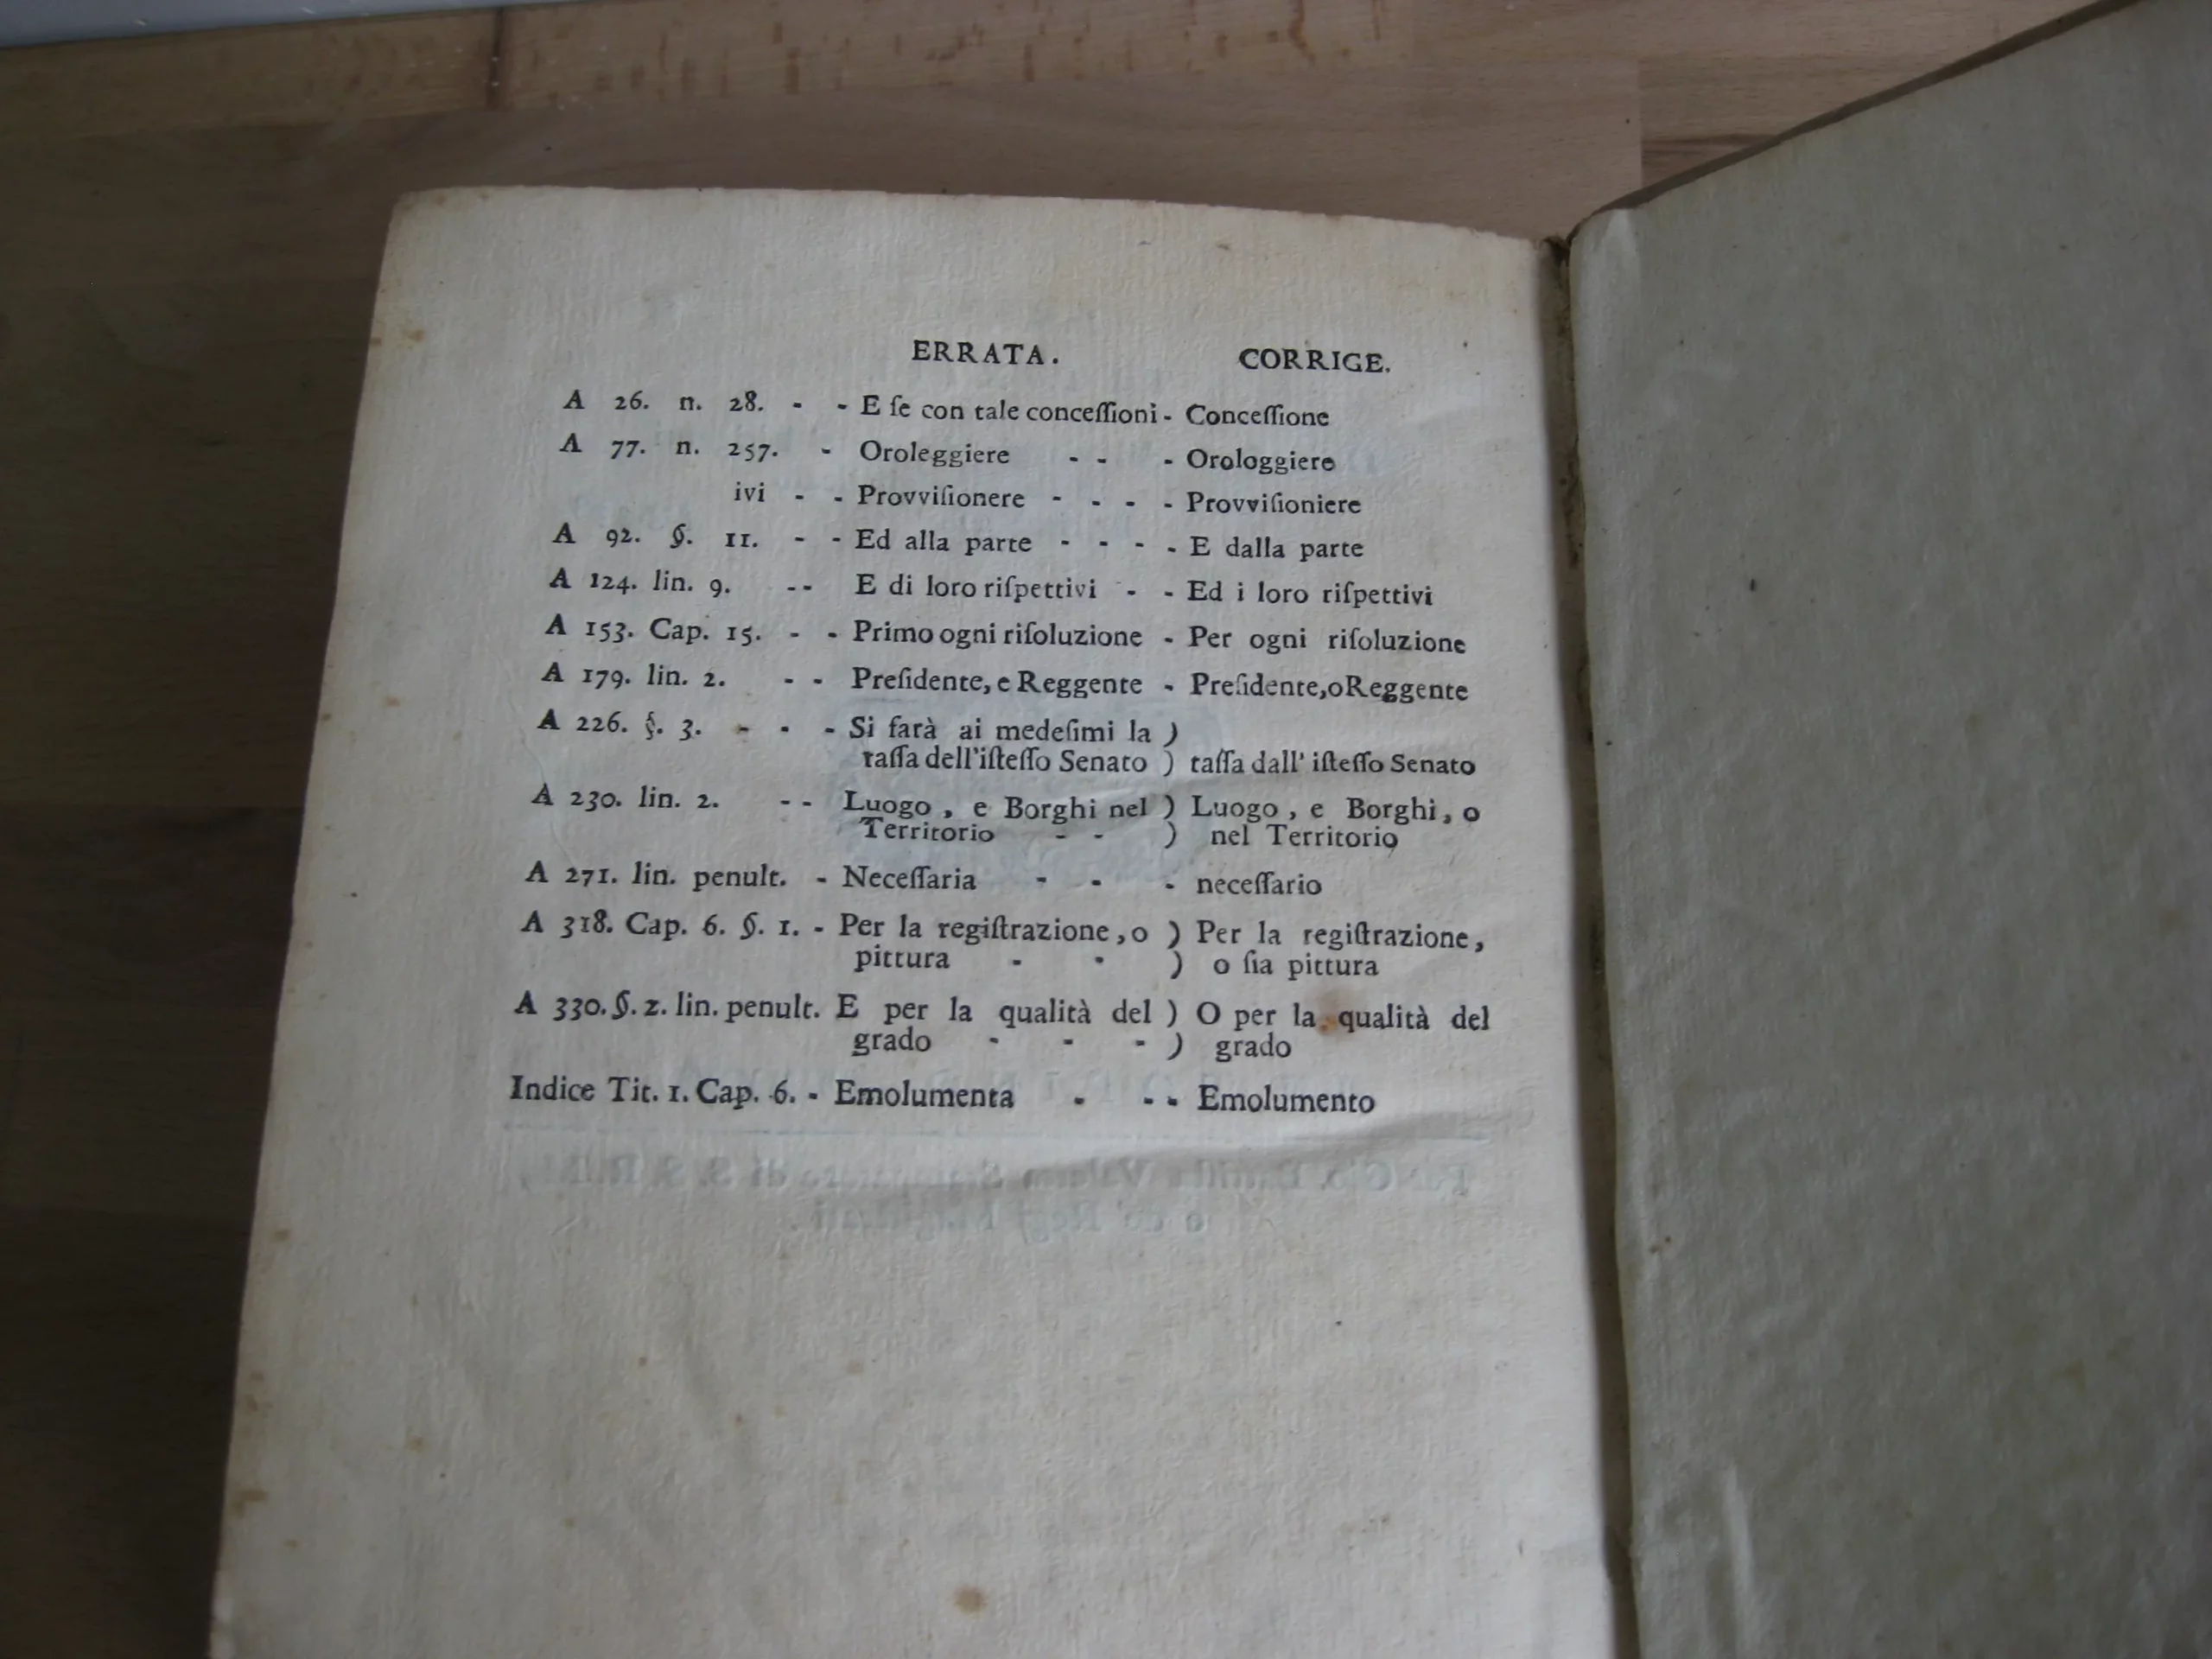 ERRATA. CORRIGE.
A 26. n. 28. - - E ſe con tale conceſſioni - Conceſſione
A 77. n. 257. - Oroleggiere - - - Orologgiere
ivi - - Provviſionere - - - - Provviſioniere
A 92. §. 11. - - Ed alla parte - - - - E dalla parte
A 124. lin. 9. -- E di loro riſpettivi - - Ed i loro riſpettivi
A 153. Cap. 15. - - Primo ogni riſoluzione - Per ogni riſoluzione
A 179. lin. 2. - - Preſidente, e Reggente - Preſidente,o Reggente
A 226. §. 3. - - - Si farà ai medeſimi la )
taſſa dell'iſteſſo Senato ) taſſa dall' iſteſſo Senato
A 230. lin. 2. -- Luogo, e Borghi nel ) Luogo, e Borghi, o
Territorio - - ) nel Territorio
A 271. lin. penult. - Neceſſaria - - - neceſſario
A 318. Cap. 6. §. 1. - Per la regiſtrazione, o ) Per la regiſtrazione,
pittura - - ) o ſia pittura
A 330. §. 2. lin. penult. E per la qualità del ) O per la qualità del
grado - - - ) grado
Indice Tit. 1. Cap. 6. - Emolumenta - - - Emolumento